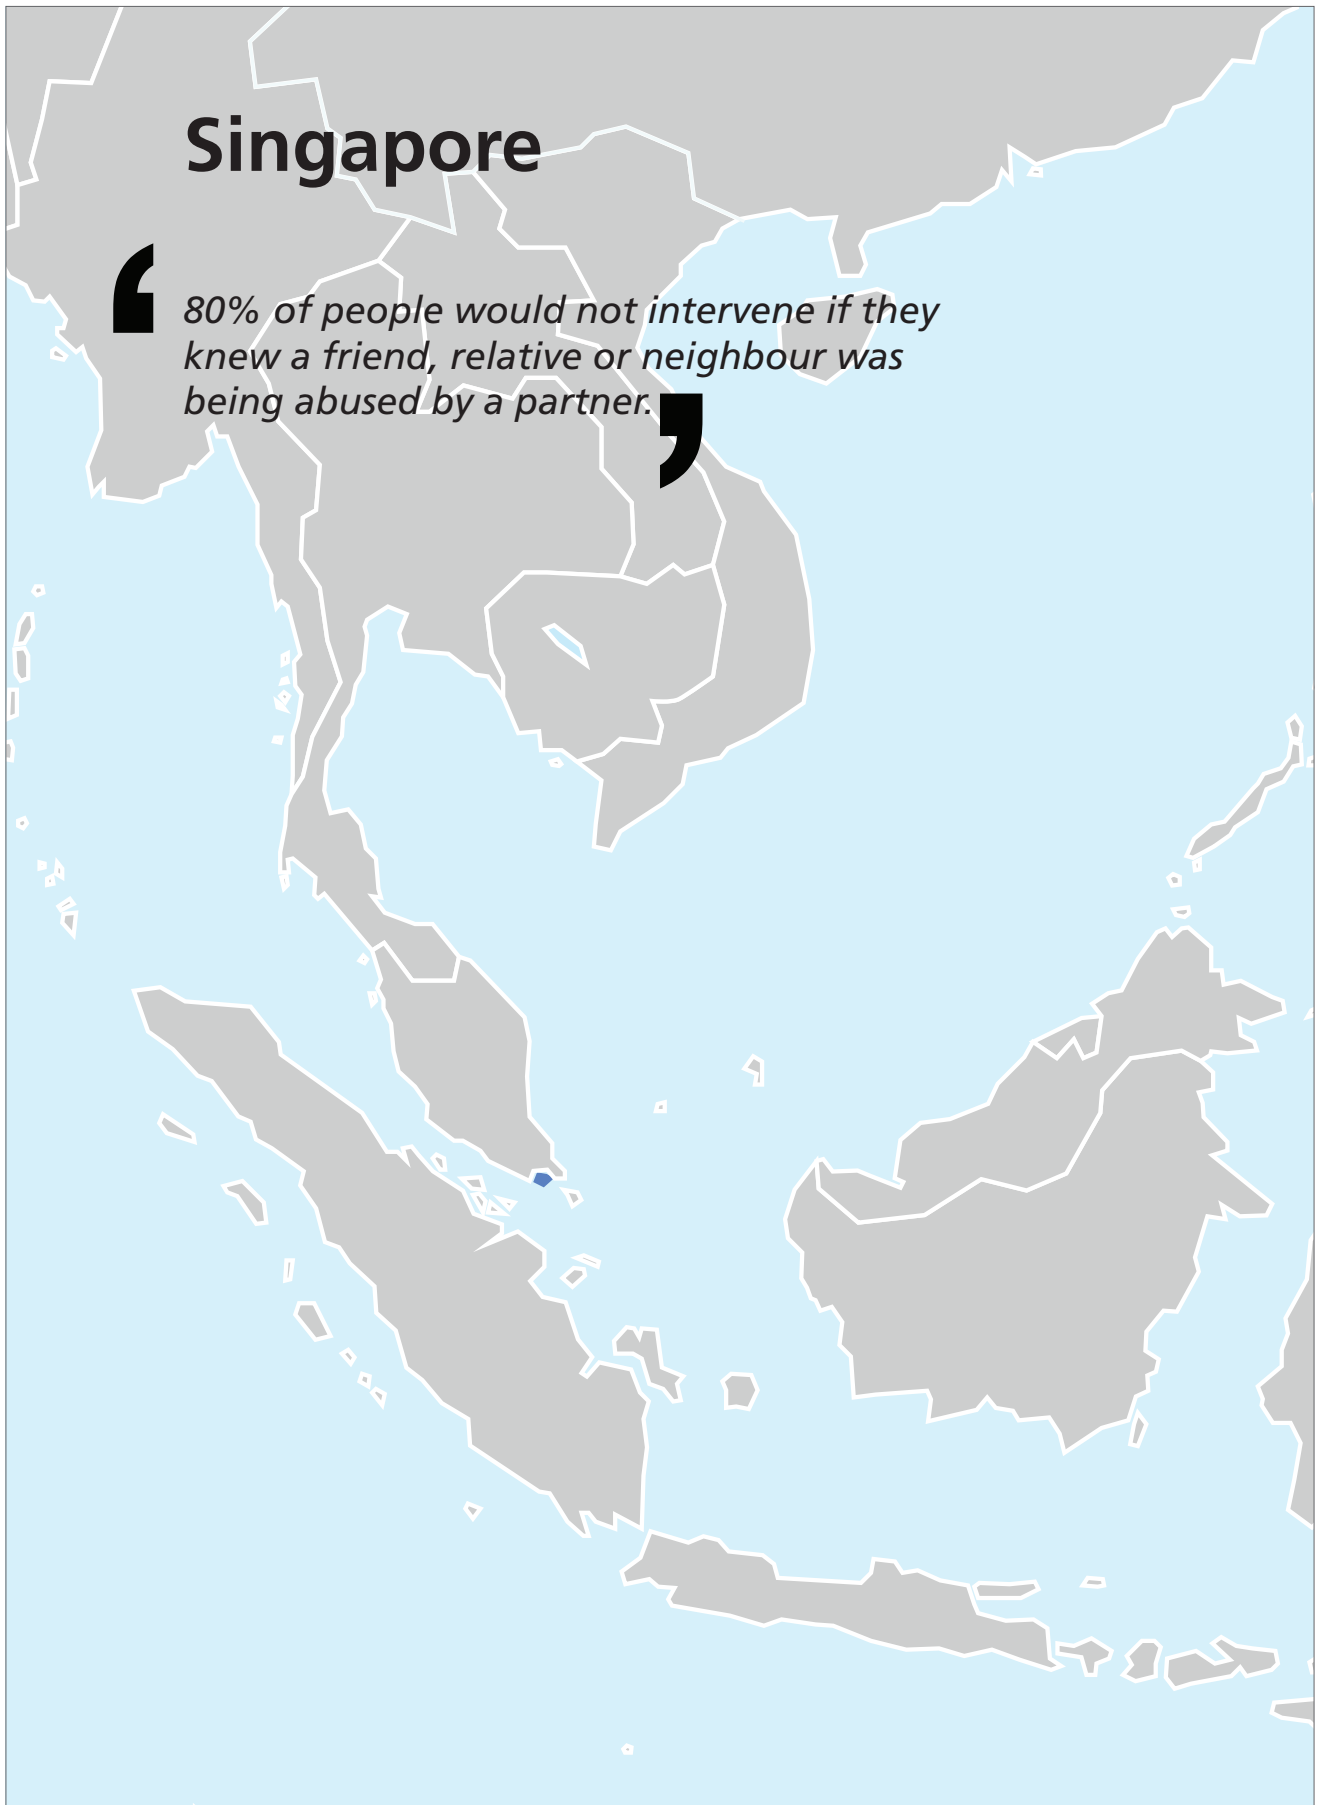 Singapore
‘
80% of people would not intervene if they
knew a friend, relative or neighbour was
being abused by a partner.
’